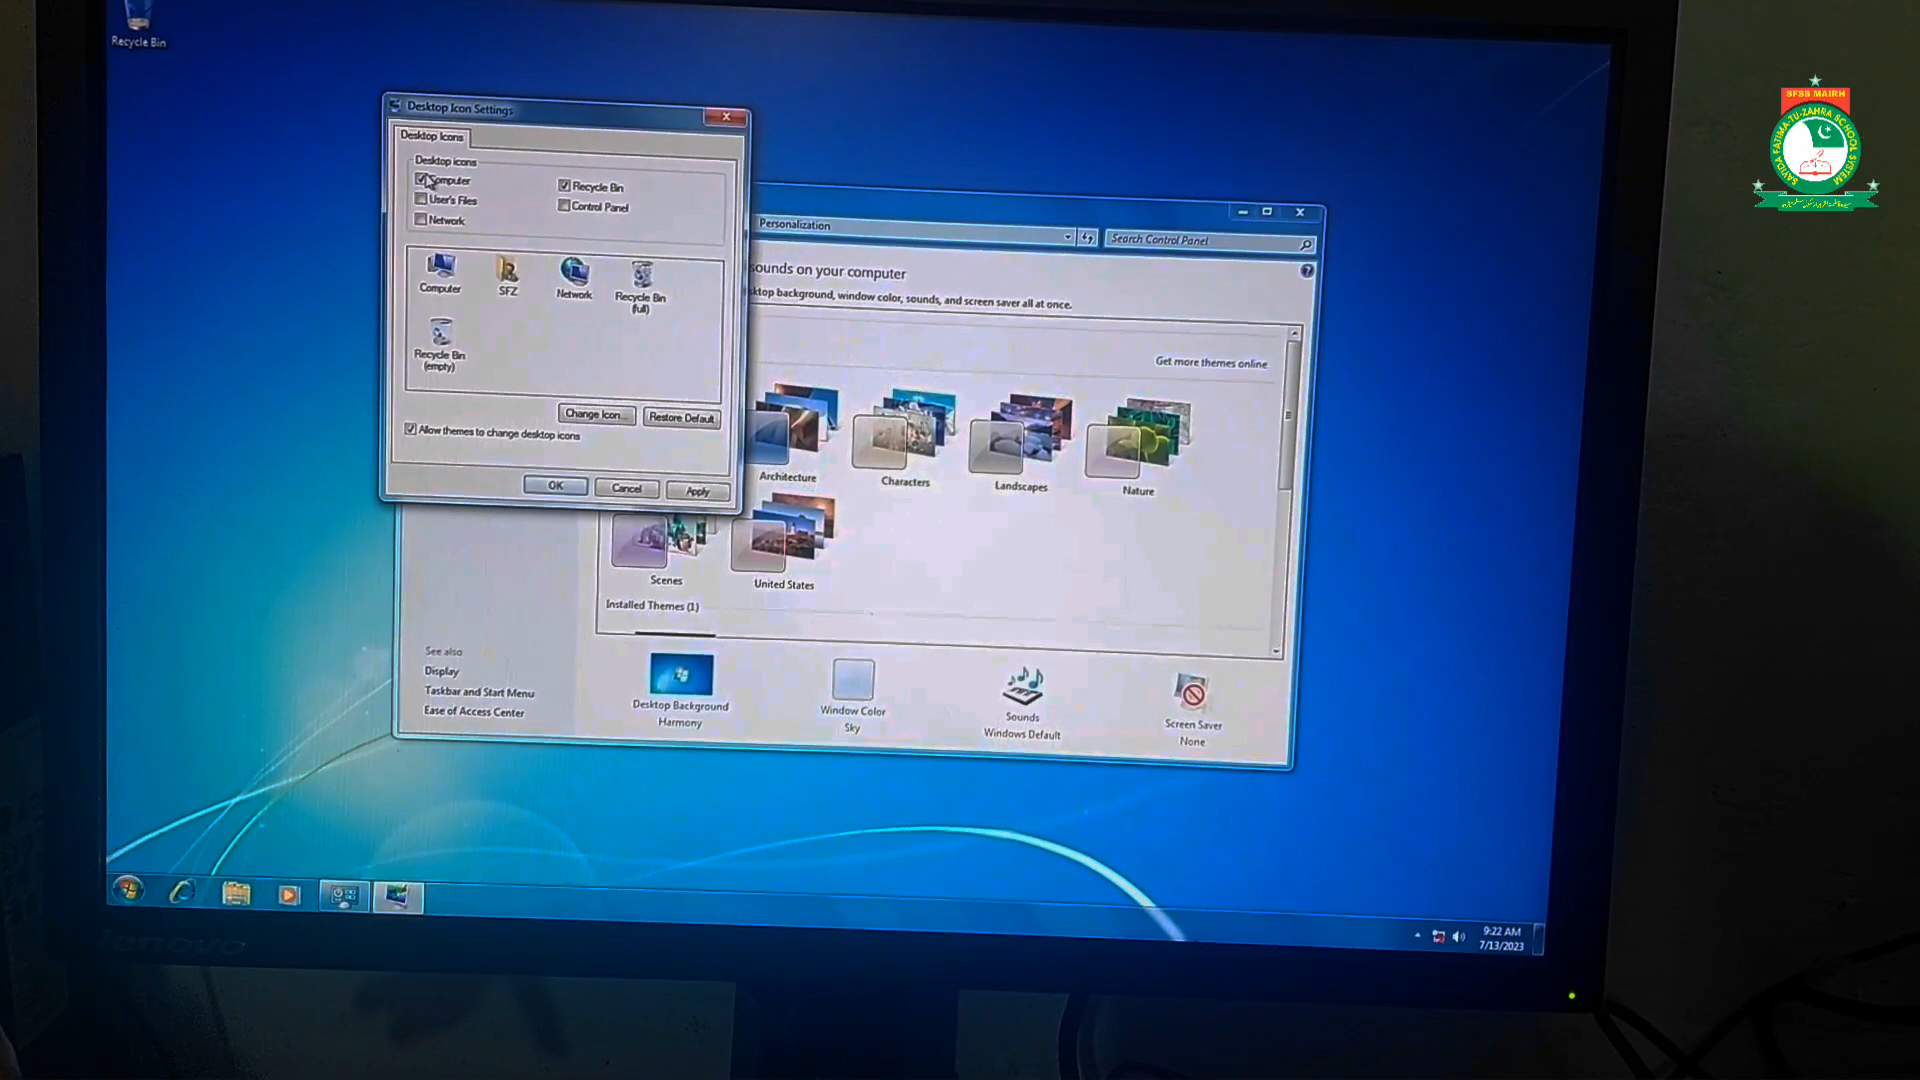 Recycle Bin
SFSS MAIRH
SAYIDA FATIMA-TU-ZAHRA SCHOOL SYSTEM
Desktop Icon Settings
Desktop Icons
Desktop icons
Computer
Recycle Bin
User's Files
Control Panel
Network
Computer
SFZ
Network
Recycle Bin
(full)
Recycle Bin
(empty)
Change Icon...
Restore Default
Allow themes to change desktop icons
OK
Cancel
Apply
Personalization
Search Control Panel
sounds on your computer
ktop background, window color, sounds, and screen saver all at once.
Get more themes online
Architecture
Characters
Landscapes
Nature
Scenes
United States
Installed Themes (1)
See also
Display
Taskbar and Start Menu
Ease of Access Center
Desktop Background
Harmony
Window Color
Sky
Sounds
Windows Default
Screen Saver
None
9:22 AM
7/13/2023
lenovo